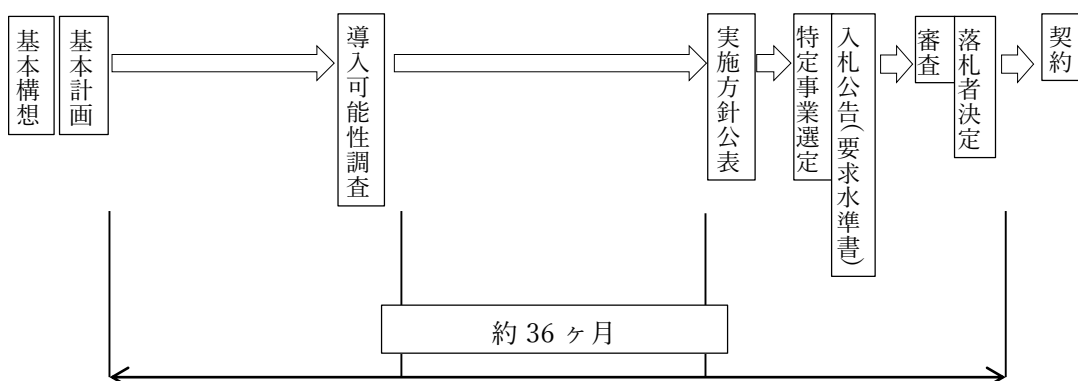 基本構想
基本計画
導入可能性調査
実施方針公表
特定事業選定
入札公告(要求水準書)
審査
落札者決定
契約
約 36 ヶ月